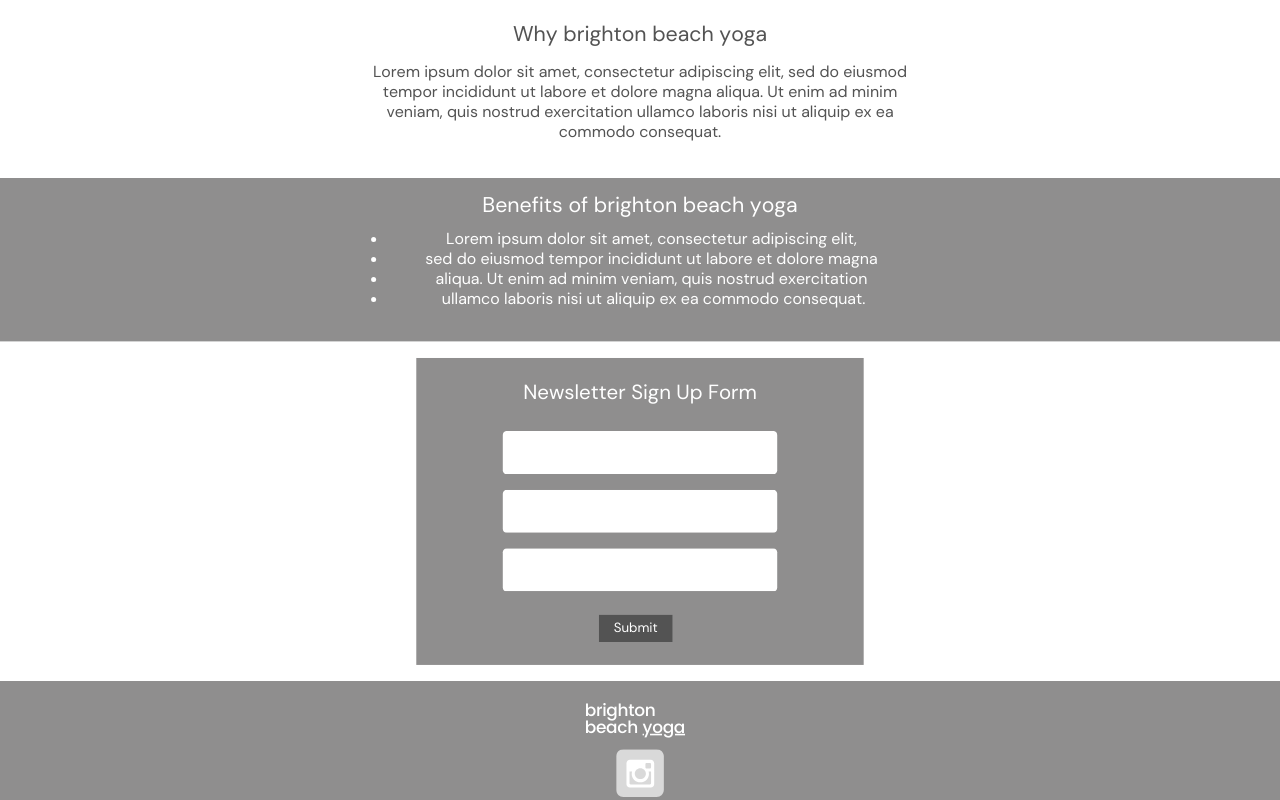 Why brighton beach yoga
Lorem ipsum dolor sit amet, consectetur adipiscing elit, sed do eiusmod
tempor incididunt ut labore et dolore magna aliqua. Ut enim ad minim
veniam, quis nostrud exercitation ullamco laboris nisi ut aliquip ex ea
commodo consequat.
Benefits of brighton beach yoga
Lorem ipsum dolor sit amet, consectetur adipiscing elit,
sed do eiusmod tempor incididunt ut labore et dolore magna
aliqua. Ut enim ad minim veniam, quis nostrud exercitation
ullamco laboris nisi ut aliquip ex ea commodo consequat.
Newsletter Sign Up Form
Submit
brighton
beach yoga